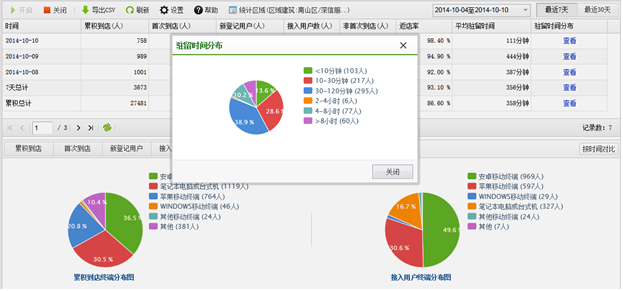 开启 关闭 导出CSV 刷新 设置 帮助 统计区域(区域建筑:南山区/深信服..) 2014-10-04至2014-10-10 最近7天 最近30天
时间 累积到店(人) 首次到店(人) 新登记用户(人) 接入用户数(人) 非首次到店(人) 近店率 平均驻留时间 驻留时间分布
2014-10-10 758 98.40 % 111分钟 查看
2014-10-09 989 94.90 % 444分钟 查看
2014-10-08 1001 92.00 % 387分钟 查看
7天总计 3673 93.10 % 356分钟 查看
累积总计 27481 86.60 % 358分钟 查看
驻留时间分布
<10分钟 (103人)
10-30分钟 (217人)
30-120分钟 (295人)
2-4小时 (6人)
4-8小时 (77人)
>8小时 (60人)
13.6 %
28.6 %
38.9 %
10.2 %
关闭
1 / 3 记录数: 7
累积到店 首次到店 新登记用户 接入 按时间对比
安卓
笔记本电脑或台式机 (1119人)
苹果移动终端 (764人)
WINDOWS移动终端 (46人)
其他移动终端 (24人)
其他 (381人)
36.5 %
30.5 %
20.8 %
10.4 %
累积到店终端分布图
安卓移动终端 (969人)
苹果移动终端 (597人)
WINDOWS移动终端 (29人)
笔记本电脑或台式机 (327人)
其他移动终端 (24人)
其他 (7人)
49.6 %
30.6 %
16.7 %
接入用户终端分布图